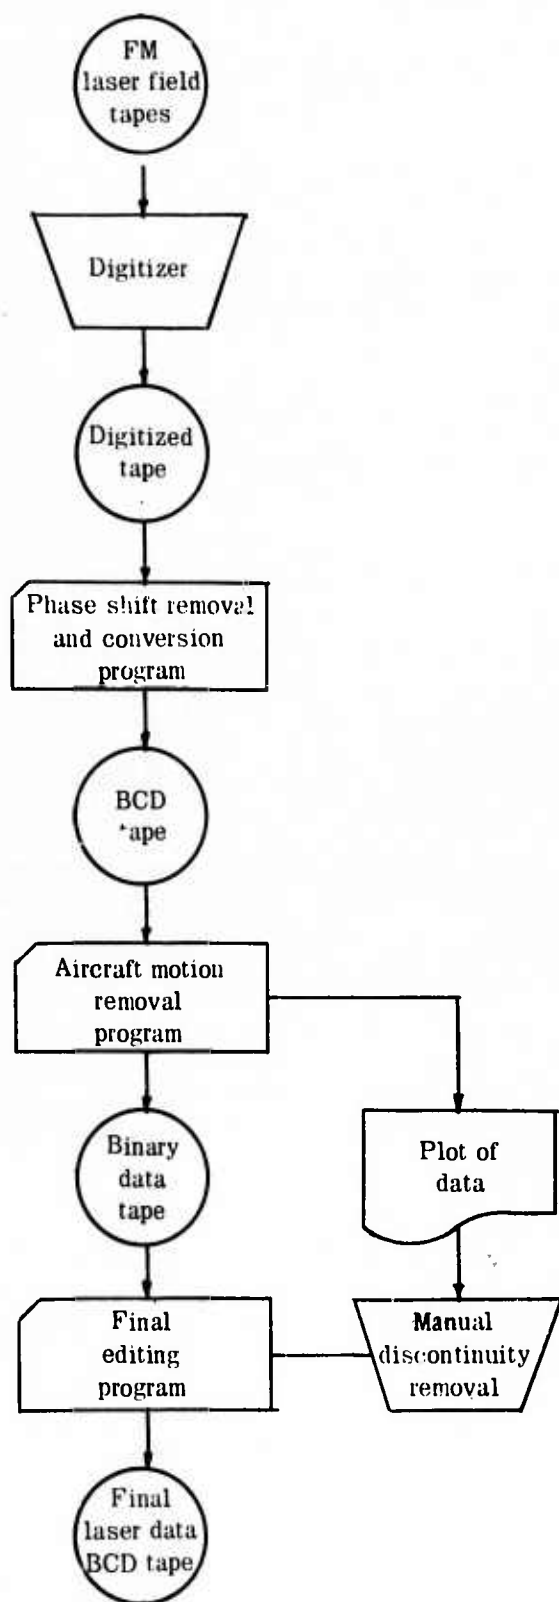 FM
laser field
tapes
Digitizer
Digitized
tape
Phase shift removal
and conversion
program
BCD
tape
Aircraft motion
removal
program
Binary
data
tape
Plot of
data
Final
editing
program
Manual
discontinuity
removal
Final
laser data
BCD tape